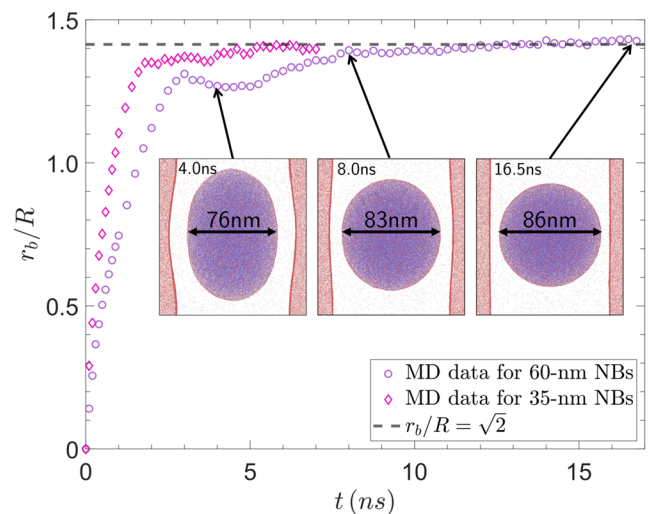 1.5
1.0
0.5
0
r_b/R
4.0ns
8.0ns
16.5ns
76nm
83nm
86nm
MD data for 60-nm NBs
MD data for 35-nm NBs
r_b/R = √2
0 5 10 15
t (ns)